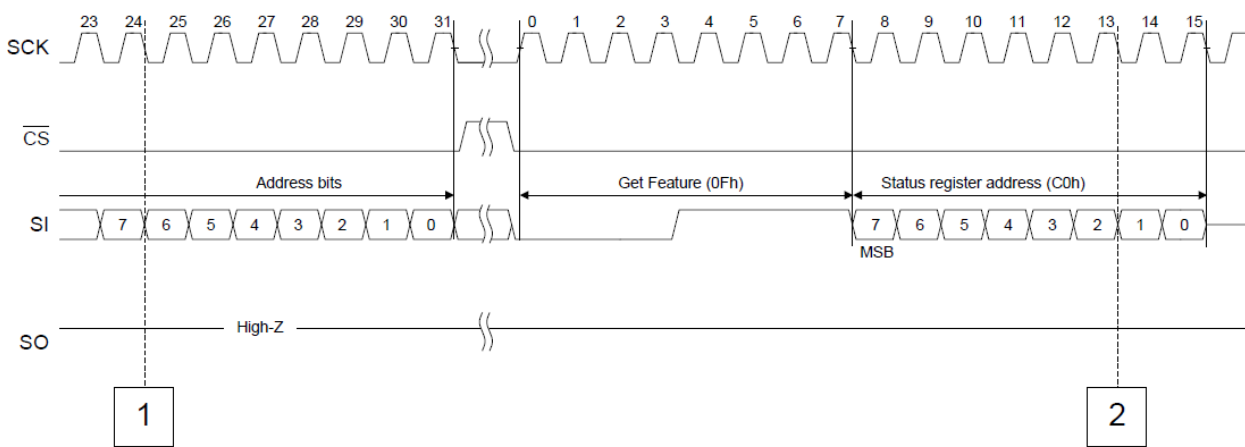 23 24 25 26 27 28 29 30 31 0 1 2 3 4 5 6 7 8 9 10 11 12 13 14 15
SCK
CS
Address bits Get Feature (0Fh) Status register address (C0h)
SI 7 6 5 4 3 2 1 0 7 6 5 4 3 2 1 0
MSB
High-Z
SO
1 2